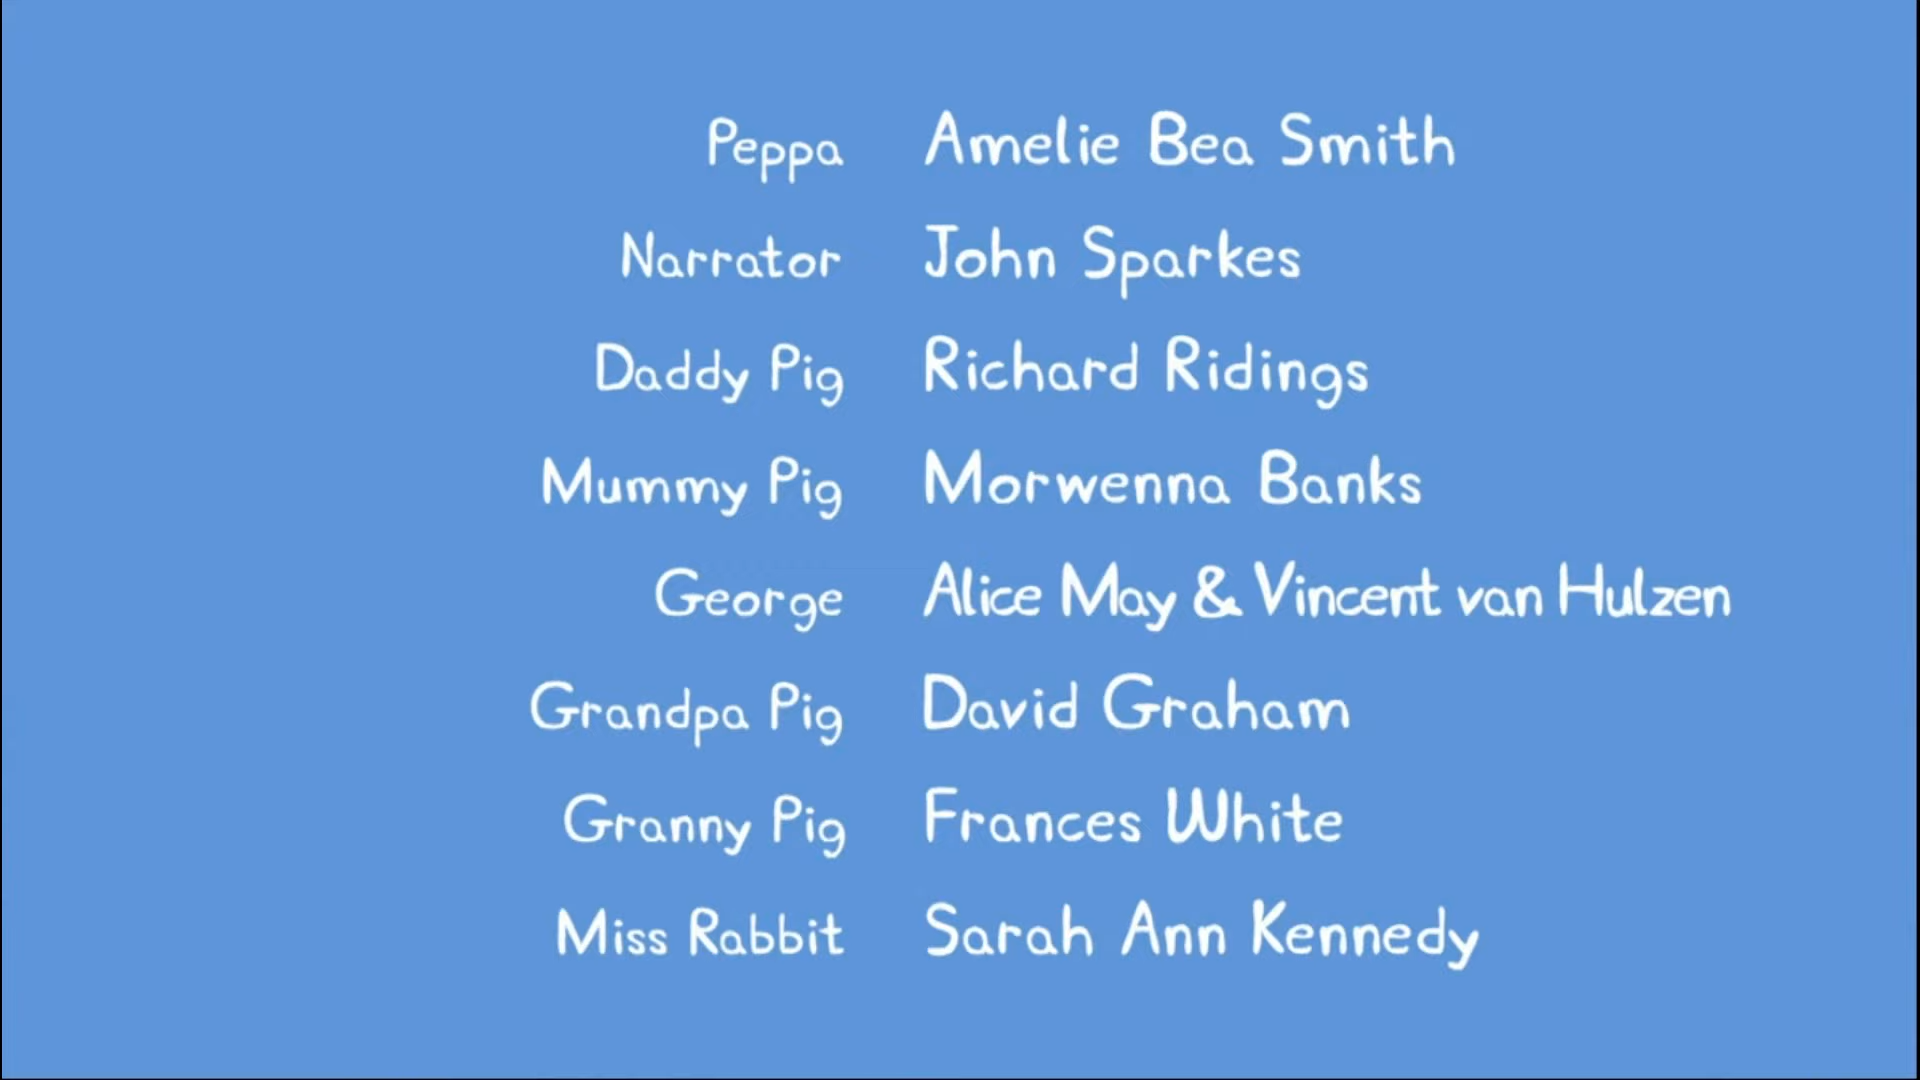 Peppa Amelie Bea Smith
Narrator John Sparkes
Daddy Pig Richard Ridings
Mummy Pig Morwenna Banks
George Alice May & Vincent van Hulzen
Grandpa Pig David Graham
Granny Pig Frances White
Miss Rabbit Sarah Ann Kennedy